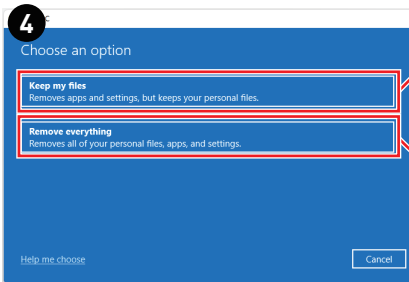 4
Choose an option
Keep my files
Removes apps and settings, but keeps your personal files.
Remove everything
Removes all of your personal files, apps, and settings.
Help me choose
Cancel